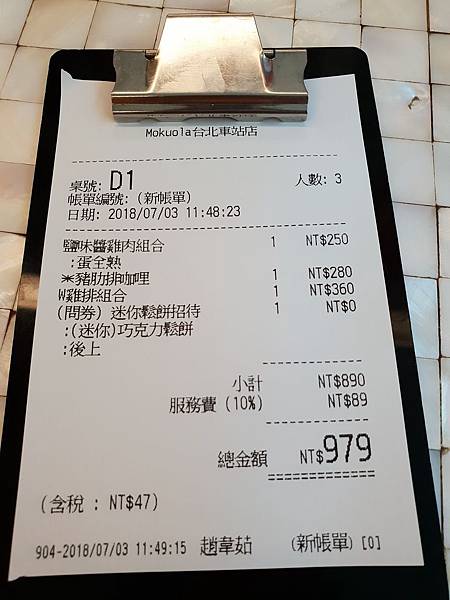 Mokuola台北車站店
桌號: D1 人數: 3
帳單編號: (新帳單)
日期: 2018/07/03 11:48:23
鹽味醬雞肉組合 1 NT$250
:蛋全熟
*豬肋排咖哩 1 NT$280
W雞排組合 1 NT$360
(問券) 迷你鬆餅招待 1 NT$0
:(迷你)巧克力鬆餅
:後上
小計 NT$890
服務費 (10%) NT$89
總金額 NT$979
(含稅 : NT$47)
904-2018/07/03 11:49:15 趙韋茹 (新帳單) [0]